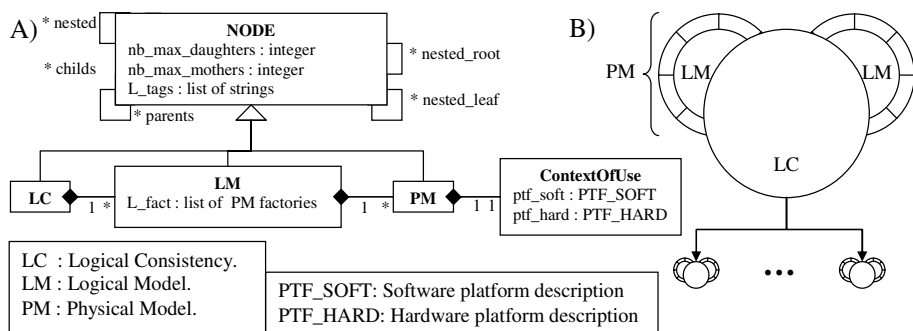 A)
* nested
* childs
* parents
NODE
nb_max_daughters : integer
nb_max_mothers : integer
L_tags : list of strings
* nested_root
* nested_leaf
LC
1 *
LM
L_fact : list of PM factories
1 *
PM
1 1
ContextOfUse
ptf_soft : PTF_SOFT
ptf_hard : PTF_HARD
LC : Logical Consistency.
LM : Logical Model.
PM : Physical Model.
PTF_SOFT: Software platform description
PTF_HARD: Hardware platform description
B)
PM
LM
LM
LC